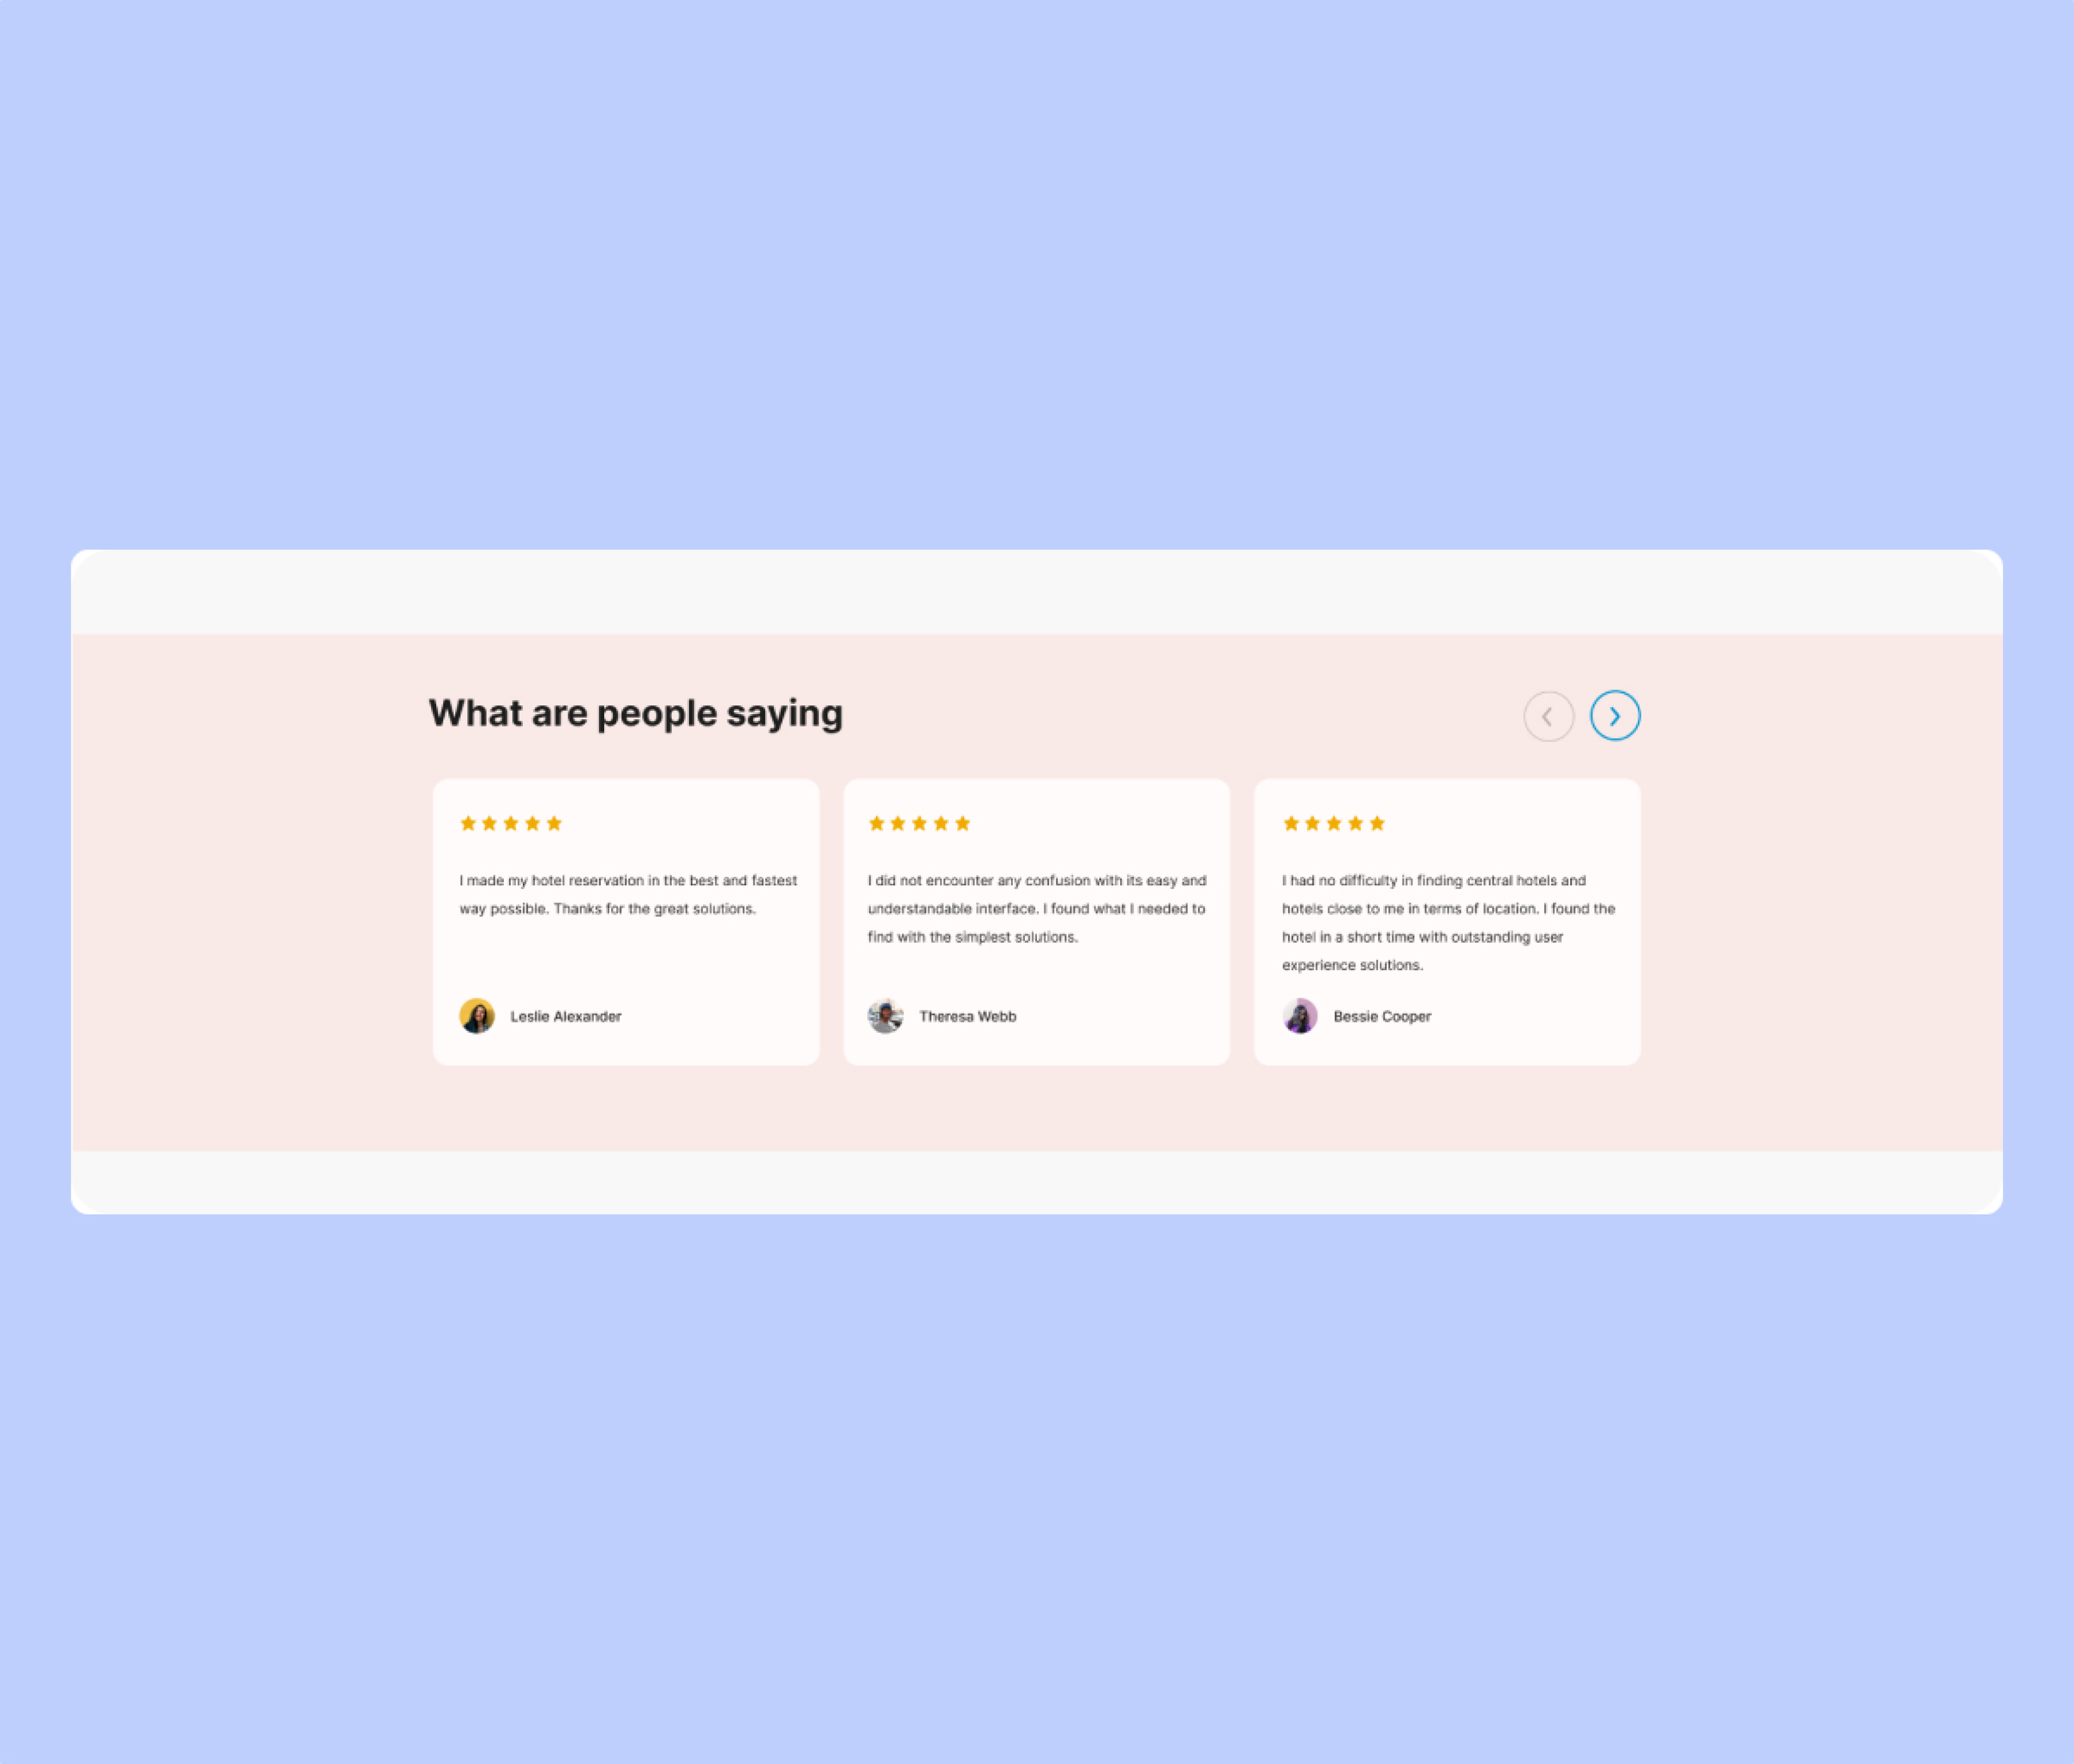 What are people saying
I made my hotel reservation in the best and fastest
way possible. Thanks for the great solutions.
Leslie Alexander
I did not encounter any confusion with its easy and
understandable interface. I found what I needed to
find with the simplest solutions.
Theresa Webb
I had no difficulty in finding central hotels and
hotels close to me in terms of location. I found the
hotel in a short time with outstanding user
experience solutions.
Bessie Cooper